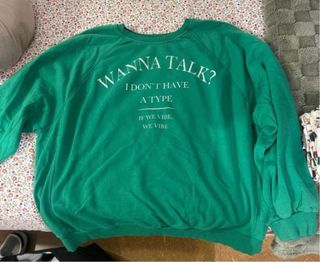 WANNA TALK?
I DON'T HAVE
A TYPE
IF WE VIBE,
WE VIBE